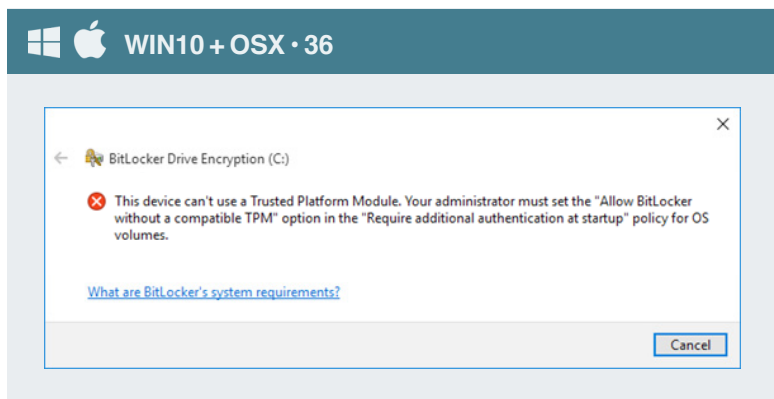 WIN10 + OSX • 36
BitLocker Drive Encryption (C:)
This device can't use a Trusted Platform Module. Your administrator must set the "Allow BitLocker
without a compatible TPM" option in the "Require additional authentication at startup" policy for OS
volumes.
What are BitLocker's system requirements?
Cancel